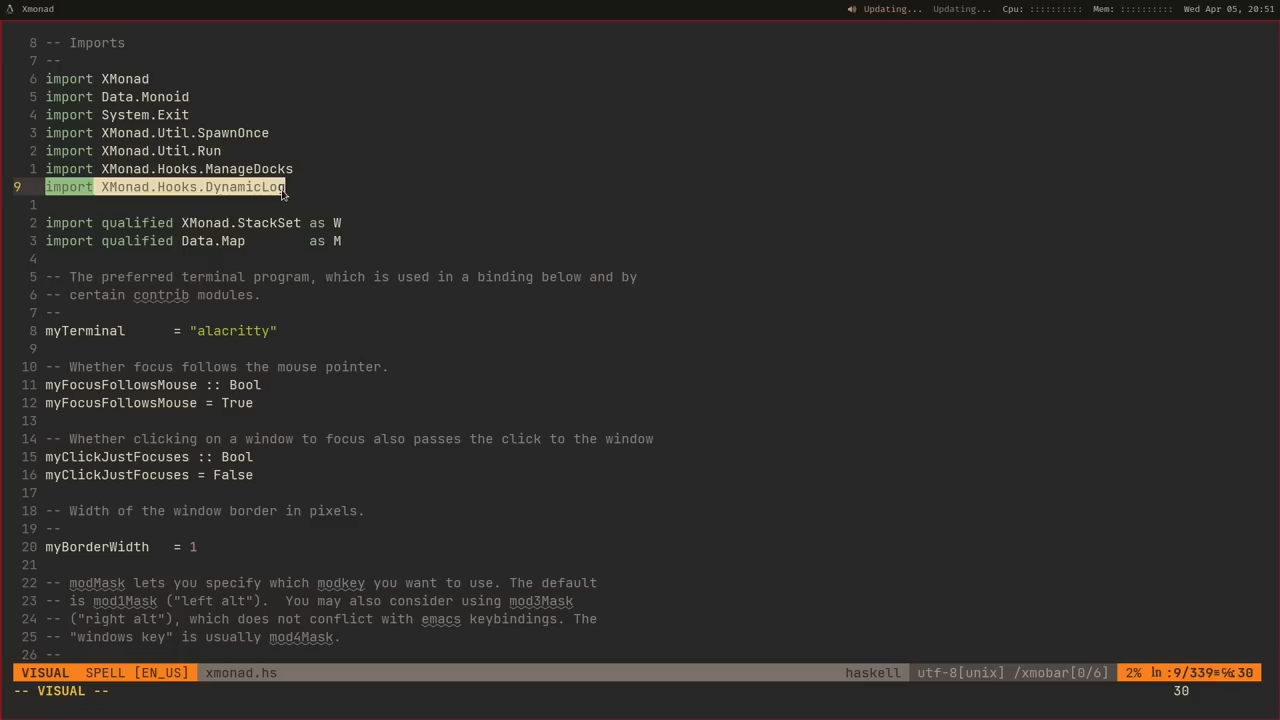 Xmonad Updating... Updating... Cpu: :::::::::: Mem: :::::::::: Wed Apr 05, 20:51
8 -- Imports
7 --
6 import XMonad
5 import Data.Monoid
4 import System.Exit
3 import XMonad.Util.SpawnOnce
2 import XMonad.Util.Run
1 import XMonad.Hooks.ManageDocks
9 import XMonad.Hooks.DynamicLog
1
2 import qualified XMonad.StackSet as W
3 import qualified Data.Map        as M
4
5 -- The preferred terminal program, which is used in a binding below and by
6 -- certain contrib modules.
7 --
8 myTerminal      = "alacritty"
9
10 -- Whether focus follows the mouse pointer.
11 myFocusFollowsMouse :: Bool
12 myFocusFollowsMouse = True
13
14 -- Whether clicking on a window to focus also passes the click to the window
15 myClickJustFocuses :: Bool
16 myClickJustFocuses = False
17
18 -- Width of the window border in pixels.
19 --
20 myBorderWidth   = 1
21
22 -- modMask lets you specify which modkey you want to use. The default
23 -- is mod1Mask ("left alt").  You may also consider using mod3Mask
24 -- ("right alt"), which does not conflict with emacs keybindings. The
25 -- "windows key" is usually mod4Mask.
26 --
VISUAL SPELL [EN_US] xmonad.hs haskell utf-8[unix] /xmobar[0/6] 2% ㏑:9/339≡℅:30
-- VISUAL -- 30